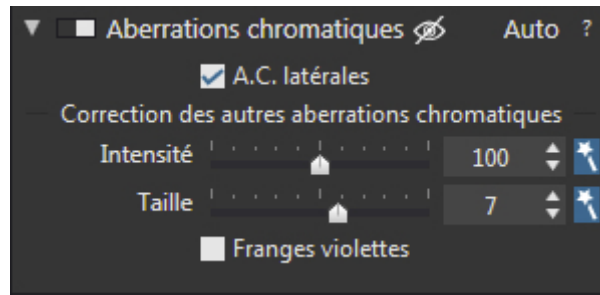 Aberrations chromatiques Auto ?
A.C. latérales
Correction des autres aberrations chromatiques
Intensité 100
Taille 7
Franges violettes